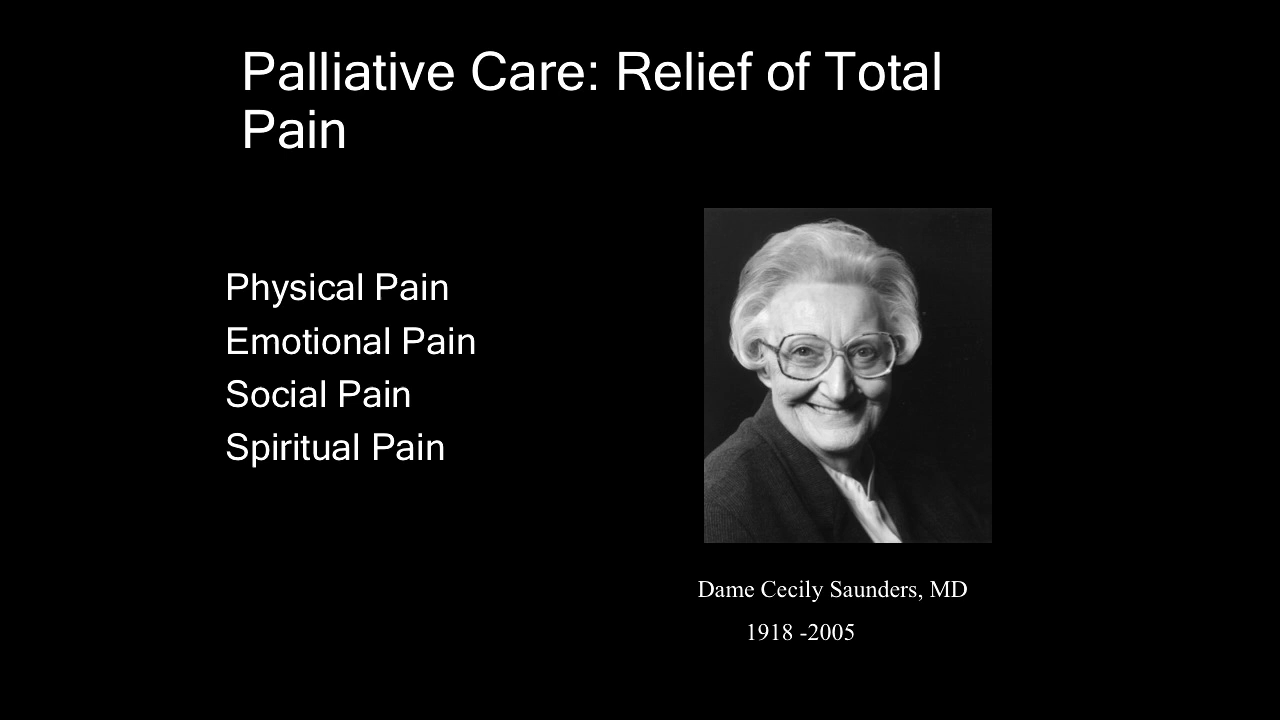 Palliative Care: Relief of Total
Pain
Physical Pain
Emotional Pain
Social Pain
Spiritual Pain
Dame Cecily Saunders, MD
1918 -2005